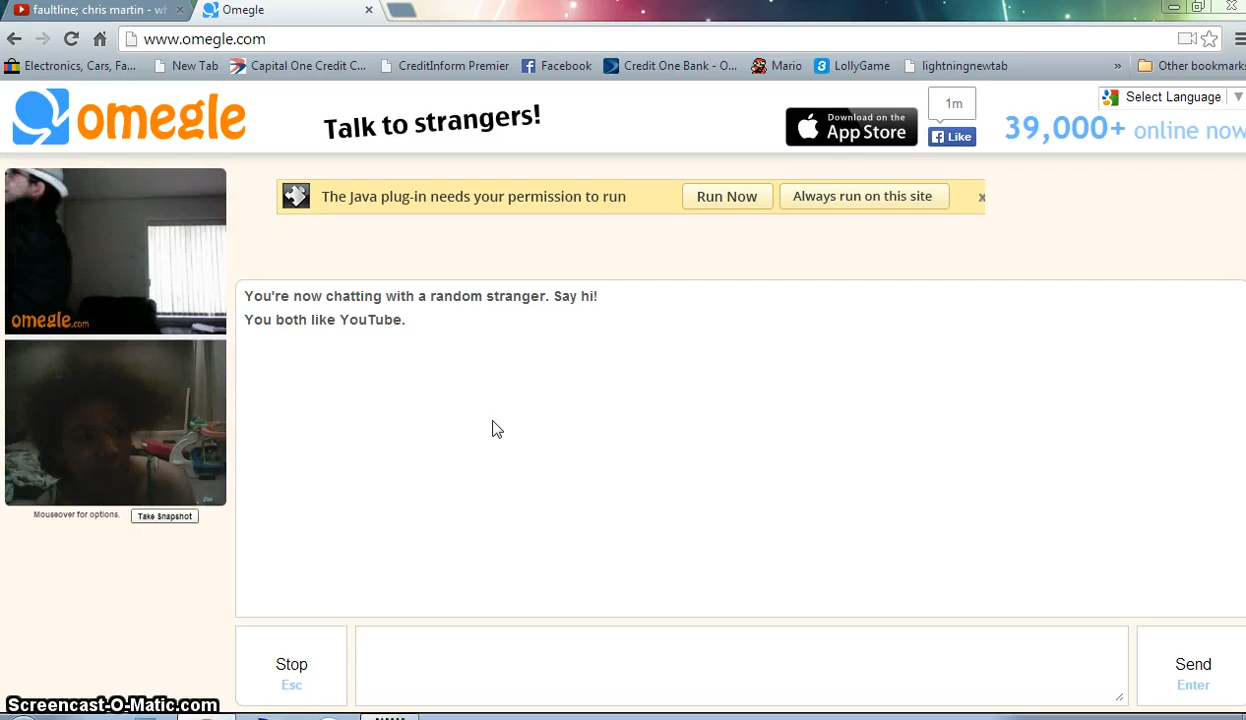 faultline; chris martin - wh
Omegle
www.omegle.com
Electronics, Cars, Fa...
New Tab
Capital One Credit C...
CreditInform Premier
Facebook
Credit One Bank - O...
Mario
LollyGame
lightningnewtab
»
Other bookmarks
omegle
Talk to strangers!
Download on the
App Store
1m
Like
Select Language
39,000+ online now
The Java plug-in needs your permission to run
Run Now
Always run on this site
x
omegle.com
You're now chatting with a random stranger. Say hi!
You both like YouTube.
Mouseover for options.
Take Snapshot
Stop
Esc
Send
Enter
Screencast-O-Matic.com